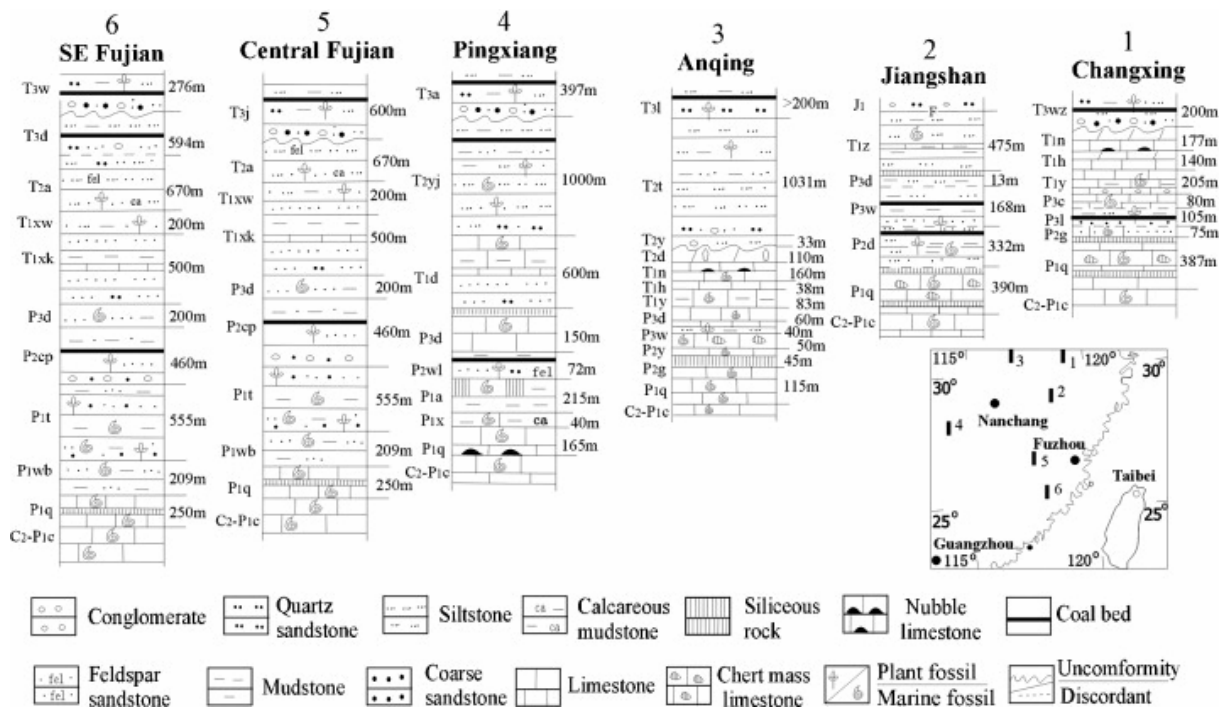 6
SE Fujian
T3w
276m
T3d
594m
T2a
fel
670m
ca
T1xw
200m
T1xk
500m
P3d
200m
P2cp
460m
P1t
555m
P1wb
209m
P1q
250m
C2-P1c
5
Central Fujian
T3j
600m
fel
670m
T2a
ca
T1xw
200m
T1xk
500m
P3d
200m
P2cp
460m
P1t
555m
P1wb
209m
P1q
250m
C2-P1c
4
Pingxiang
T3a
397m
T2yj
1000m
T1d
600m
P3d
150m
P2wl
fel
72m
P1a
215m
P1x
ca
40m
P1q
165m
C2-P1c
3
Anqing
T3l
>200m
T2t
1031m
T2y
33m
T2d
110m
T1n
160m
T1h
38m
T1y
83m
P3d
60m
P3w
40m
P2y
50m
P2g
45m
P1q
115m
C2-P1c
2
Jiangshan
J1
F
T1z
475m
P3d
13m
P3w
168m
P2d
332m
P1q
390m
C2-P1c
1
Changxing
T3wz
200m
T1n
177m
T1h
140m
T1y
205m
P3c
80m
P3l
105m
P2g
75m
P1q
387m
C2-P1c
115° 3 1 120°
30° 30°
2
Nanchang
4
Fuzhou
5
Taibei
6
25° 25°
Guangzhou
115° 120°
Conglomerate
Quartz
sandstone
Siltstone
ca
ca
Calcareous
mudstone
Siliceous
rock
Nubble
limestone
Coal bed
fel
fel
Feldspar
sandstone
Mudstone
Coarse
sandstone
Limestone
Chert mass
limestone
Plant fossil
Marine fossil
Uncomformity
Discordant